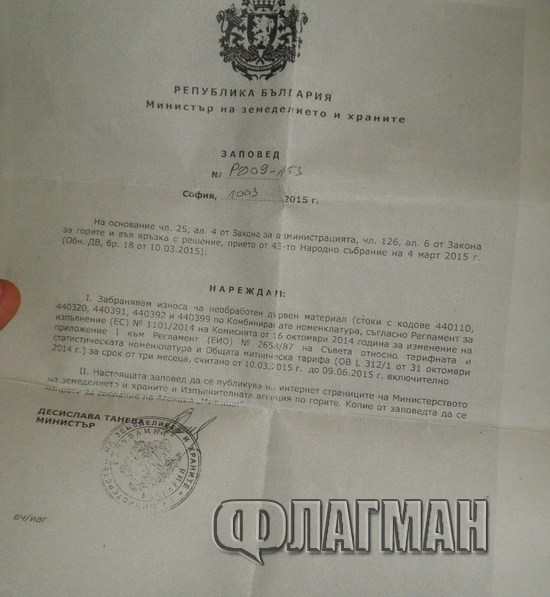 РЕПУБЛИКА БЪЛГАРИЯ
Министър на земеделието и храните
ЗАПОВЕД
№ РД09-153
София, 1003 2015 г.
На основание чл. 25, ал. 4 от Закона за администрацията, чл. 126, ал. 6 от Закона
за горите и във връзка с решение, прието от 43-то Народно събрание на 4 март 2015 г.
(Обн. ДВ, бр. 18 от 10.03.2015):
НАРЕЖДАМ:
I. Забранявам износа на необработен дървен материал (стоки с кодове 440110,
440320, 440391, 440392 и 440399 по Комбинираната номенклатура, съгласно Регламент за
изпълнение (ЕС) № 1101/2014 на Комисията от 16 октомври 2014 година за изменение на
приложение I към Регламент (ЕИО) № 2658/87 на Съвета относно тарифната и
статистическата номенклатура и Общата митническа тарифа (ОВ L 312/1 от 31 октомври
2014 г.) за срок от три месеца, считано от 10.03.2015 г. до 09.06.2015 г. включително
II. Настоящата заповед да се публикува на интернет страниците на Министерството
на земеделието и храните и Изпълнителната агенция по горите. Копие от заповедта да се
ДЕСИСЛАВА ТАНЕВА
МИНИСТЪР
ВЧ/ИАГ
ФЛАГМАН